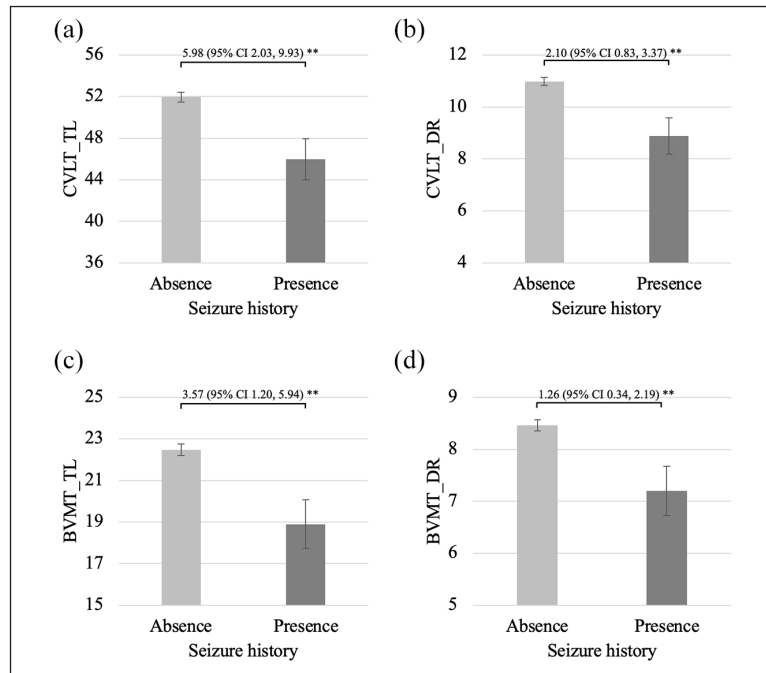 (a)
5.98 (95% CI 2.03, 9.93) **
56
52
48
44
40
36
CVLT_TL
Absence
Presence
Seizure history
(b)
2.10 (95% CI 0.83, 3.37) **
12
10
8
6
4
CVLT_DR
Absence
Presence
Seizure history
(c)
3.57 (95% CI 1.20, 5.94) **
25
23
21
19
17
15
BVMT_TL
Absence
Presence
Seizure history
(d)
1.26 (95% CI 0.34, 2.19) **
9
8
7
6
5
BVMT_DR
Absence
Presence
Seizure history